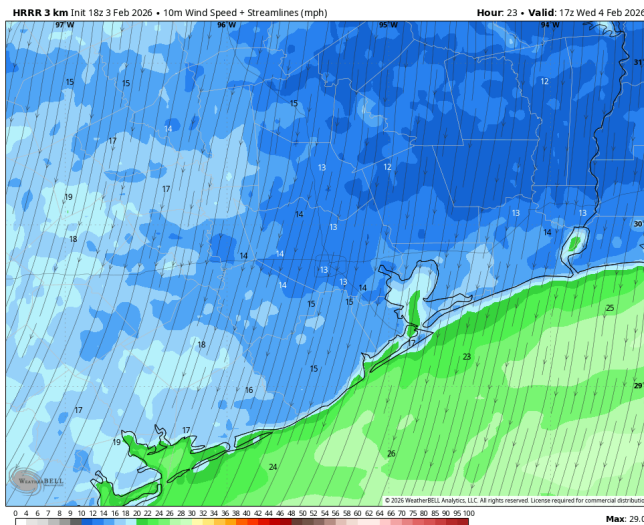 HRRR 3 km Init 18z 3 Feb 2026 • 10m Wind Speed + Streamlines (mph) Hour: 23 • Valid: 17z Wed 4 Feb 2026
97°W 96°W 95°W 94°W
31°
15 15 12
15
14
17
13 12
17
19
14 13 13
13 14 30°
18
14 14
13
14 13 14
15 15
25
17
18 23
15 29°
16
17
17
19
26
24
WEATHERBELL
© 2026 WeatherBELL Analytics, LLC. All rights reserved. License required for commercial distributio
0 4 6 7 8 9 10 12 14 16 18 20 22 24 26 28 30 32 34 36 38 40 42 44 46 48 50 52 54 56 58 60 62 64 66 70 75 80 85 90 95 100
Max: 29.0